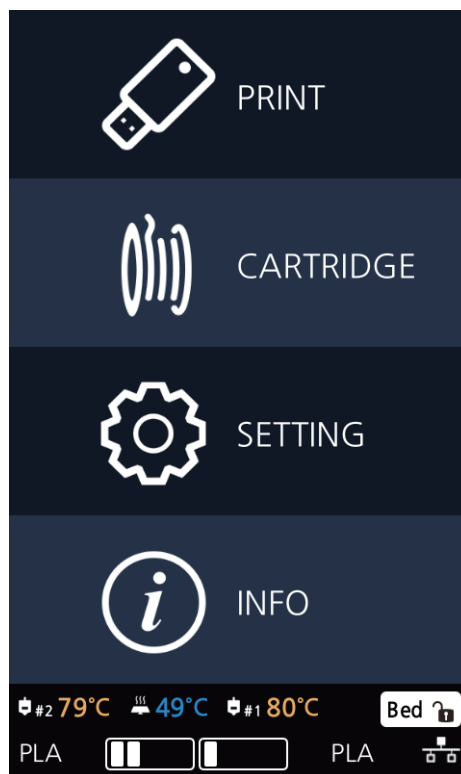 PRINT
CARTRIDGE
SETTING
INFO
#2 79°C 49°C #1 80°C Bed
PLA PLA